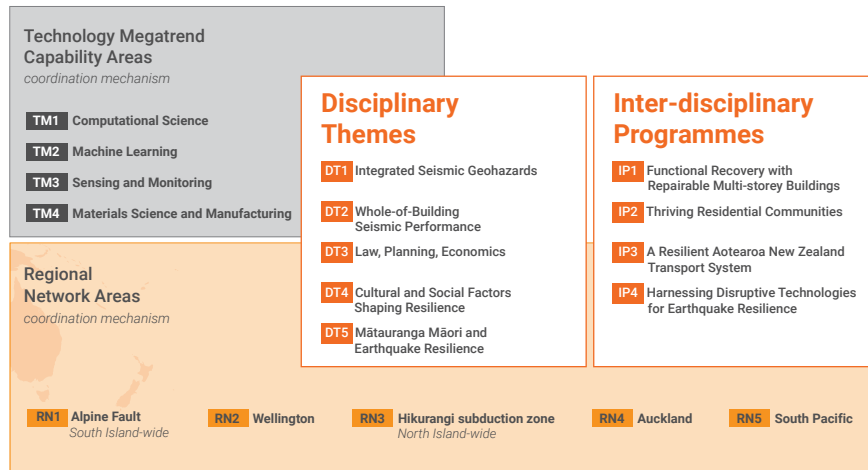 Technology Megatrend
Capability Areas
coordination mechanism
TM1 Computational Science
TM2 Machine Learning
TM3 Sensing and Monitoring
TM4 Materials Science and Manufacturing
Disciplinary
Themes
DT1 Integrated Seismic Geohazards
DT2 Whole-of-Building
Seismic Performance
DT3 Law, Planning, Economics
DT4 Cultural and Social Factors
Shaping Resilience
DT5 Mātauranga Māori and
Earthquake Resilience
Inter-disciplinary
Programmes
IP1 Functional Recovery with
Repairable Multi-storey Buildings
IP2 Thriving Residential Communities
IP3 A Resilient Aotearoa New Zealand
Transport System
IP4 Harnessing Disruptive Technologies
for Earthquake Resilience
Regional
Network Areas
coordination mechanism
RN1 Alpine Fault
South Island-wide
RN2 Wellington
RN3 Hikurangi subduction zone
North Island-wide
RN4 Auckland
RN5 South Pacific